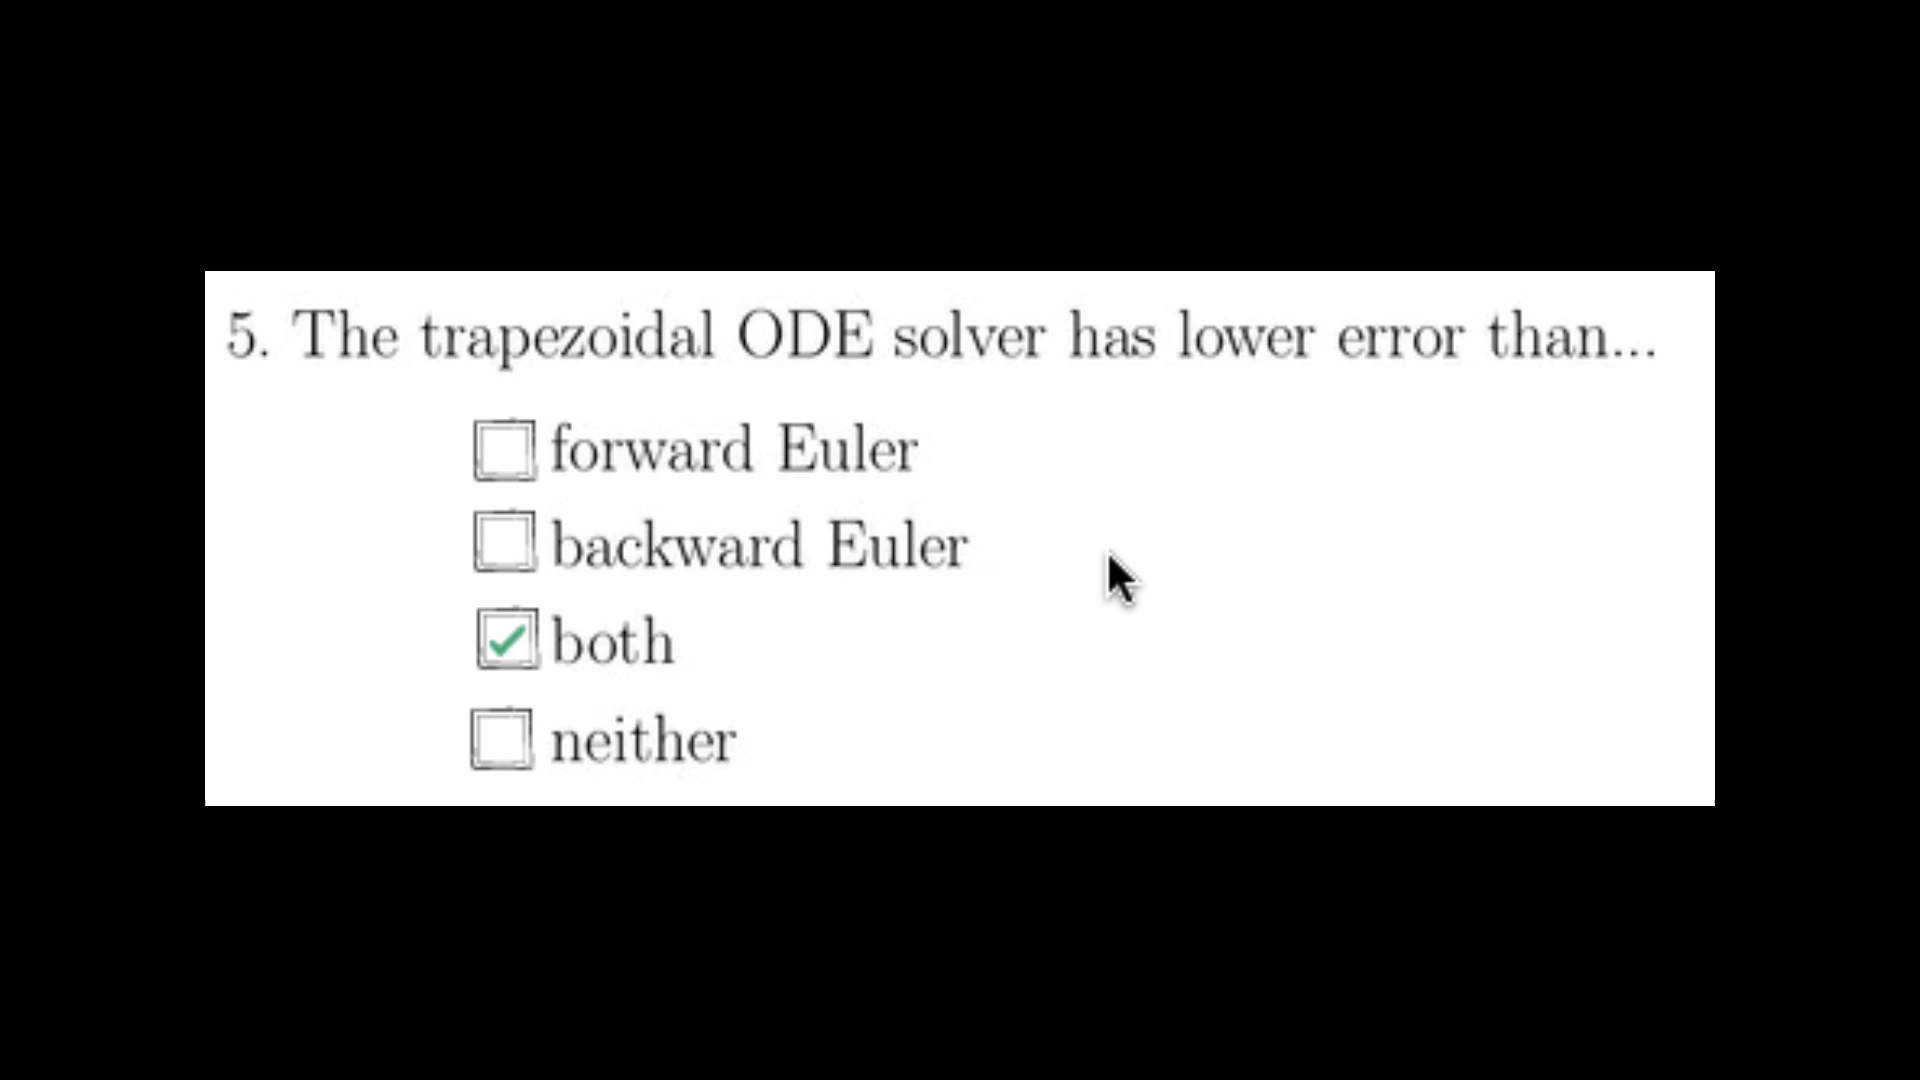 5. The trapezoidal ODE solver has lower error than...
forward Euler
backward Euler
both
neither